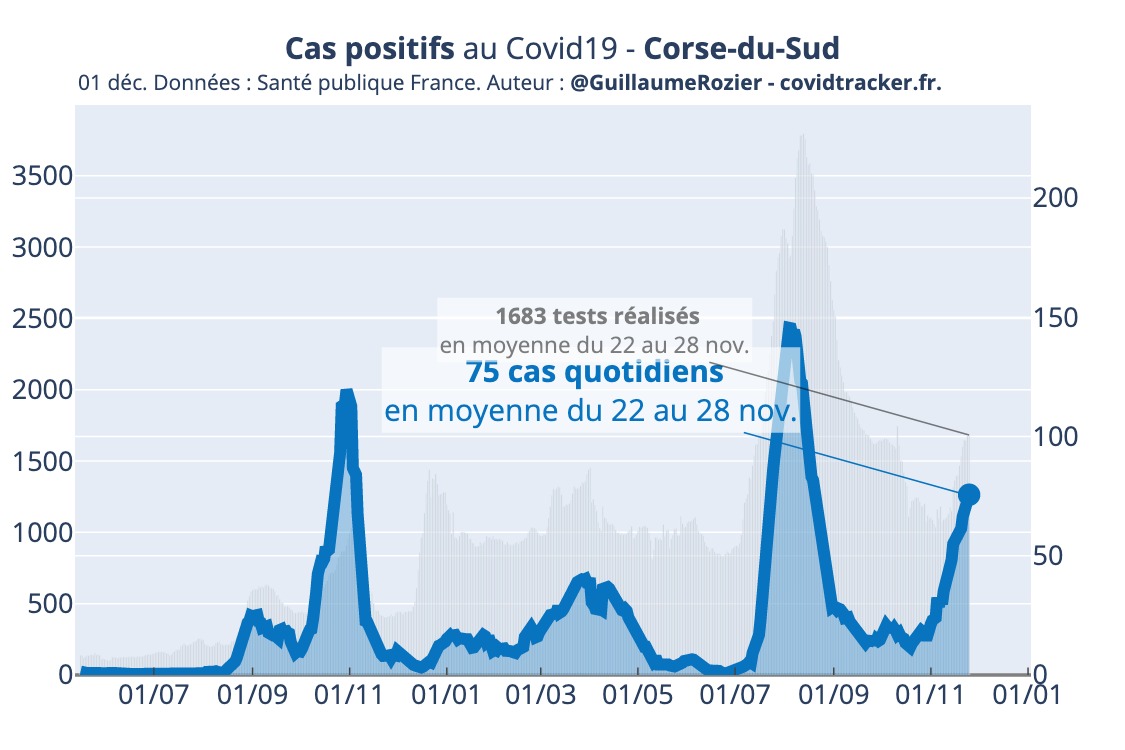 Cas positifs au Covid19 - Corse-du-Sud
01 déc. Données : Santé publique France. Auteur : @GuillaumeRozier - covidtracker.fr.
3500
3000
2500
2000
1500
1000
500
0
200
150
100
50
0
1683 tests réalisés
en moyenne du 22 au 28 nov.
75 cas quotidiens
en moyenne du 22 au 28 nov.
01/07 01/09 01/11 01/01 01/03 01/05 01/07 01/09 01/11 01/01